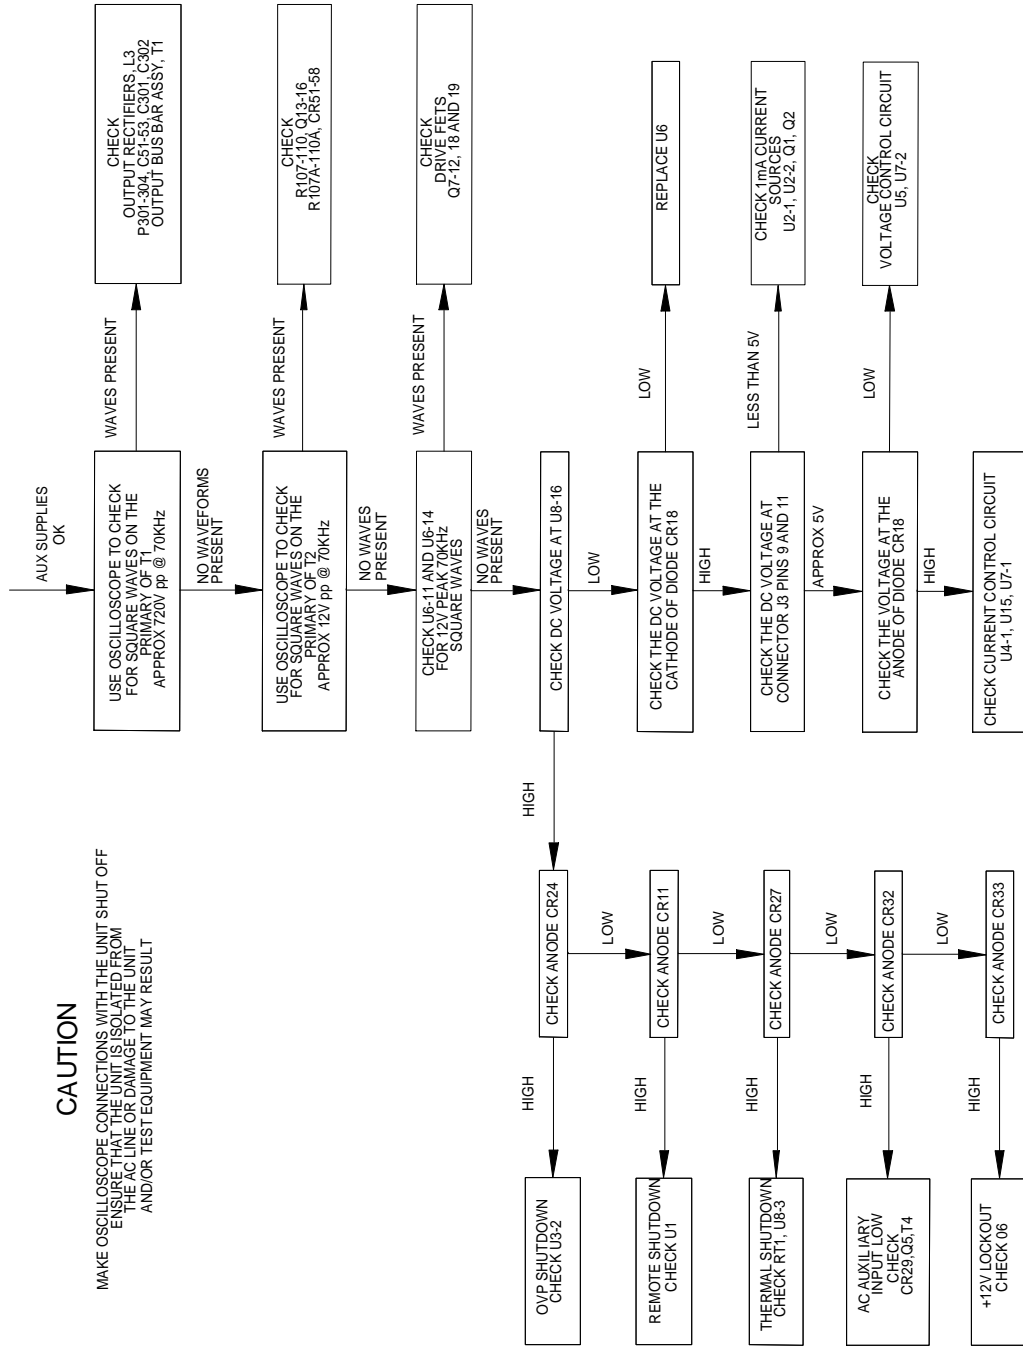 CAUTION
MAKE OSCILLOSCOPE CONNECTIONS WITH THE UNIT SHUT OFF
ENSURE THAT THE UNIT IS ISOLATED FROM
THE AC LINE OR DAMAGE TO THE UNIT
AND/OR TEST EQUIPMENT MAY RESULT
AUX SUPPLIES
OK
USE OSCILLOSCOPE TO CHECK
FOR SQUARE WAVES ON THE
PRIMARY OF T1
APPROX 720V pp @ 70KHz
WAVES PRESENT
CHECK
OUTPUT RECTIFIERS, L3
P301-304, C51-53, C301, C302
OUTPUT BUS BAR ASSY, T1
NO WAVEFORMS
PRESENT
USE OSCILLOSCOPE TO CHECK
FOR SQUARE WAVES ON THE
PRIMARY OF T2
APPROX 12V pp @ 70KHz
WAVES PRESENT
CHECK
R107-110, Q13-16
R107A-110A, CR51-58
NO WAVES
PRESENT
CHECK U6-11 AND U6-14
FOR 12V PEAK 70KHz
SQUARE WAVES
WAVES PRESENT
CHECK
DRIVE FETS
Q7-12, 18 AND 19
NO WAVES
PRESENT
CHECK DC VOLTAGE AT U8-16
HIGH
LOW
CHECK ANODE CR24
HIGH
OVP SHUTDOWN
CHECK U3-2
LOW
CHECK ANODE CR11
HIGH
REMOTE SHUTDOWN
CHECK U1
LOW
CHECK ANODE CR27
HIGH
THERMAL SHUTDOWN
CHECK RT1, U8-3
LOW
CHECK ANODE CR32
HIGH
AC AUXILIARY
INPUT LOW
CHECK
CR29,Q5,T4
LOW
CHECK ANODE CR33
HIGH
+12V LOCKOUT
CHECK 06
CHECK THE DC VOLTAGE AT THE
CATHODE OF DIODE CR18
LOW
REPLACE U6
HIGH
CHECK THE DC VOLTAGE AT
CONNECTOR J3 PINS 9 AND 11
LESS THAN 5V
CHECK 1mA CURRENT
SOURCES
U2-1, U2-2, Q1, Q2
APPROX 5V
CHECK THE VOLTAGE AT THE
ANODE OF DIODE CR18
LOW
CHECK
VOLTAGE CONTROL CIRCUIT
U5, U7-2
HIGH
CHECK CURRENT CONTROL CIRCUIT
U4-1, U15, U7-1